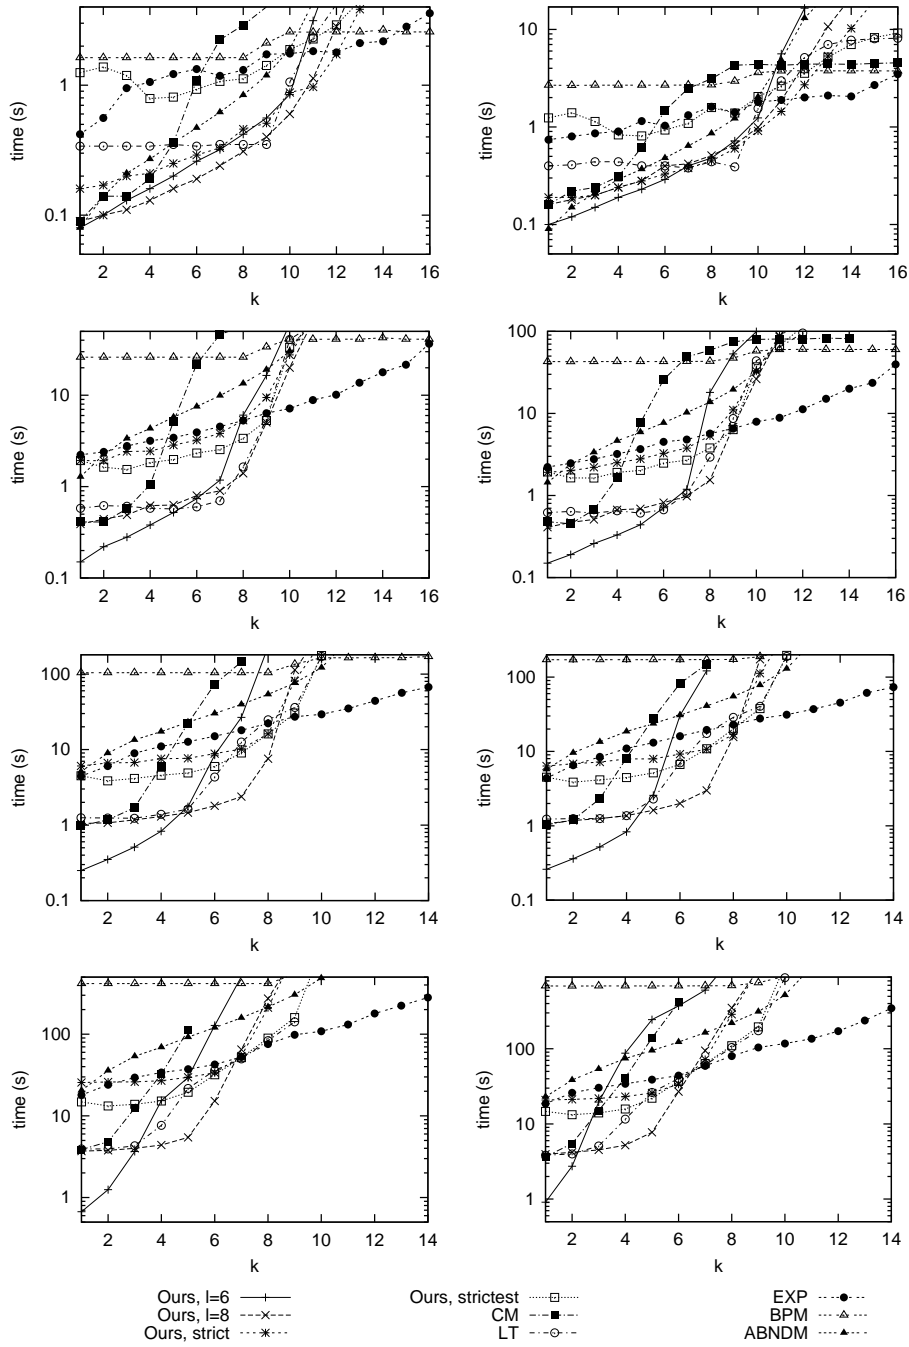 time (s)
1
0.1
2 4 6 8 10 12 14 16
k
time (s)
10
1
0.1
2 4 6 8 10 12 14 16
k
time (s)
10
1
0.1
2 4 6 8 10 12 14 16
k
time (s)
100
10
1
0.1
2 4 6 8 10 12 14 16
k
time (s)
100
10
1
0.1
2 4 6 8 10 12 14
k
time (s)
100
10
1
0.1
2 4 6 8 10 12 14
k
time (s)
100
10
1
2 4 6 8 10 12 14
k
time (s)
100
10
1
2 4 6 8 10 12 14
k
Ours, l=6
Ours, l=8
Ours, strict
Ours, strictest
CM
LT
EXP
BPM
ABNDM